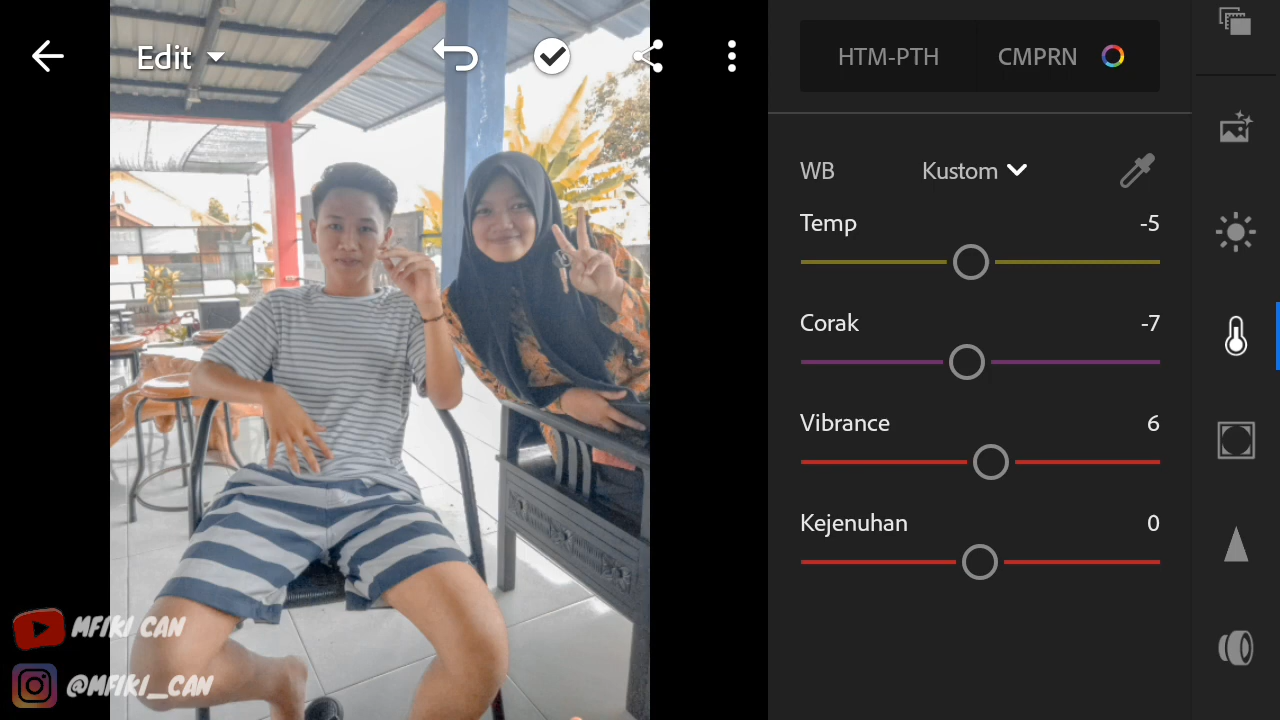 Edit
HTM-PTH CMPRN
WB Kustom
Temp -5
Corak -7
Vibrance 6
Kejenuhan 0
MFIKI CAN
@MFIKI_CAN